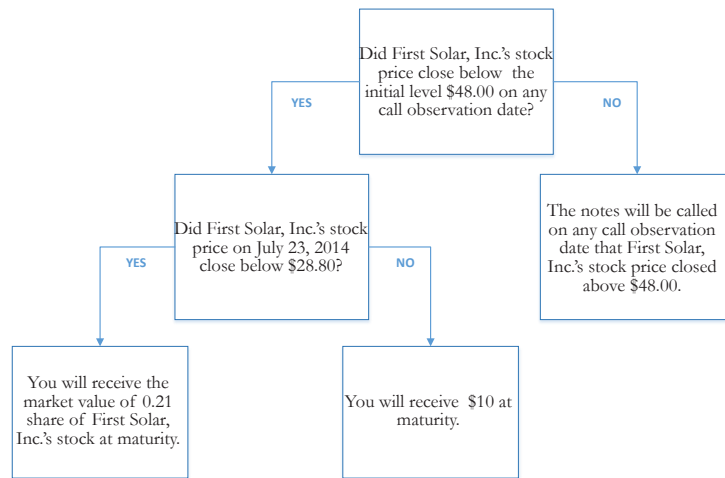 Did First Solar, Inc.'s stock
price close below the
initial level $48.00 on any
call observation date?
YES
NO
Did First Solar, Inc.'s stock
price on July 23, 2014
close below $28.80?
The notes will be called
on any call observation
date that First Solar,
Inc.'s stock price closed
above $48.00.
YES
NO
You will receive the
market value of 0.21
share of First Solar,
Inc.'s stock at maturity.
You will receive $10 at
maturity.